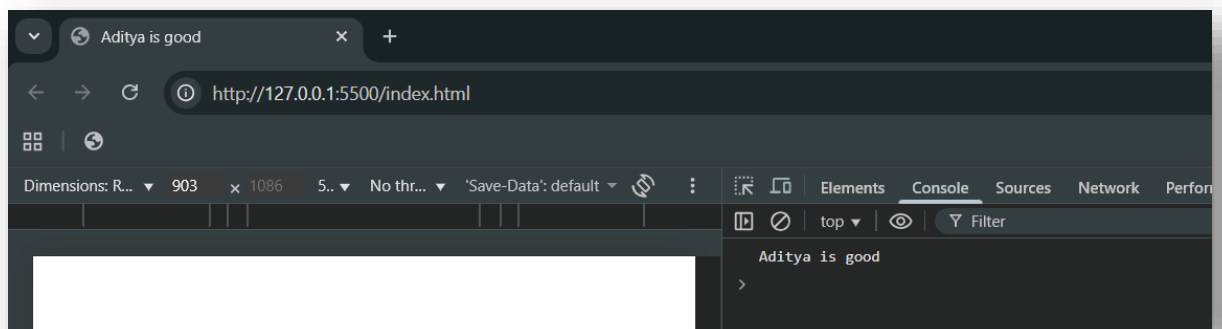 Aditya is good
http://127.0.0.1:5500/index.html
Dimensions: R... 903 × 1086 5.. No thr... 'Save-Data': default
Elements Console Sources Network Perfor
top Filter
Aditya is good